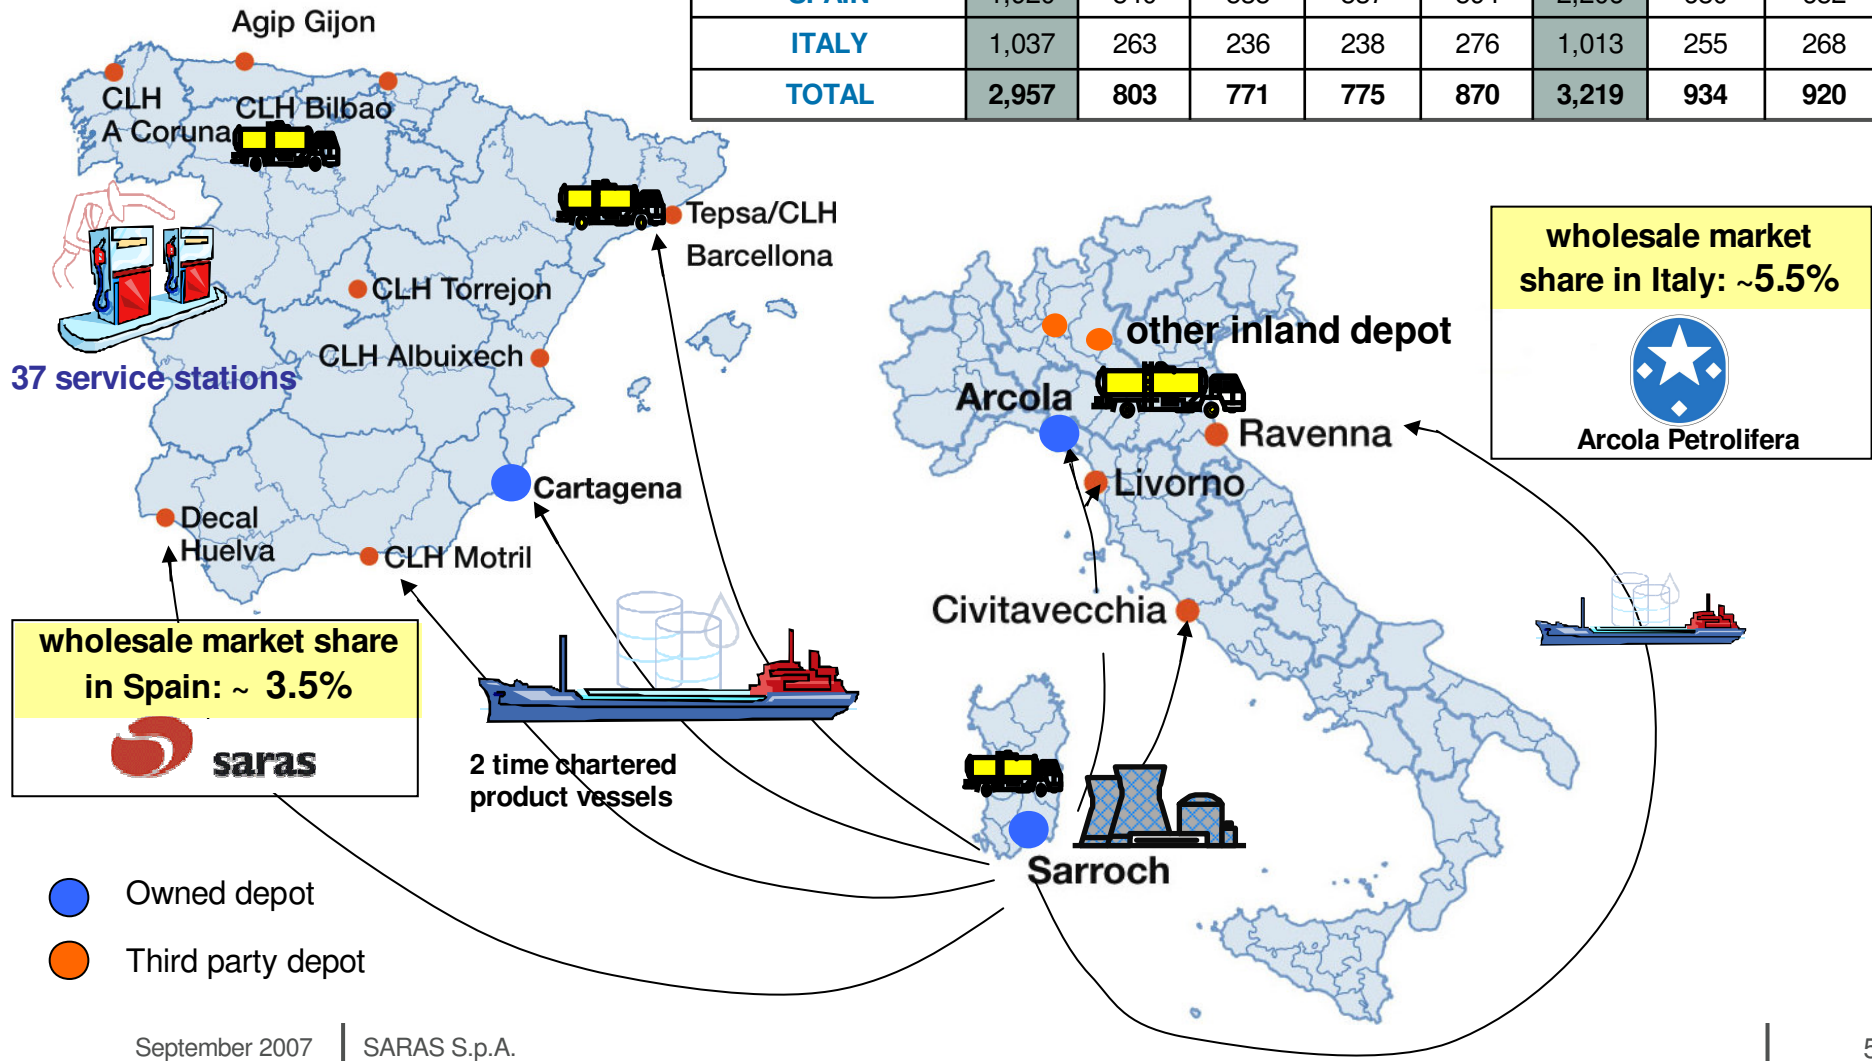 SPAIN
ITALY 1,037 263 236 238 276 1,013 255 268
TOTAL 2,957 803 771 775 870 3,219 934 920
Agip Gijon
CLH
A Coruna
CLH Bilbao
Tepsa/CLH
Barcellona
CLH Torrejon
CLH Albuixech
37 service stations
Cartagena
Decal
Huelva
CLH Motril
wholesale market share
in Spain: ~ 3.5%
saras
2 time chartered
product vessels
wholesale market
share in Italy: ~5.5%
Arcola Petrolifera
other inland depot
Arcola
Ravenna
Livorno
Civitavecchia
Sarroch
Owned depot
Third party depot
September 2007 SARAS S.p.A.
5